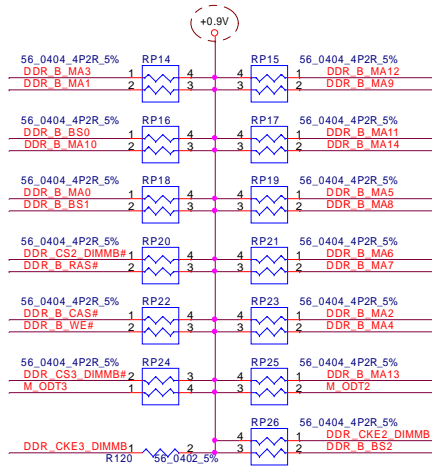 +0.9V
56_0404_4P2R_5% RP14 RP15 56_0404_4P2R_5%
DDR_B_MA3 1 4 4 1 DDR_B_MA12
DDR_B_MA1 2 3 3 2 DDR_B_MA9
56_0404_4P2R_5% RP16 RP17 56_0404_4P2R_5%
DDR_B_BS0 1 4 4 1 DDR_B_MA11
DDR_B_MA10 2 3 3 2 DDR_B_MA14
56_0404_4P2R_5% RP18 RP19 56_0404_4P2R_5%
DDR_B_MA0 1 4 4 1 DDR_B_MA5
DDR_B_BS1 2 3 3 2 DDR_B_MA8
56_0404_4P2R_5% RP20 RP21 56_0404_4P2R_5%
DDR_CS2_DIMMB# 1 4 4 1 DDR_B_MA6
DDR_B_RAS# 2 3 3 2 DDR_B_MA7
56_0404_4P2R_5% RP22 RP23 56_0404_4P2R_5%
DDR_B_CAS# 1 4 4 1 DDR_B_MA2
DDR_B_WE# 2 3 3 2 DDR_B_MA4
56_0404_4P2R_5% RP24 RP25 56_0404_4P2R_5%
DDR_CS3_DIMMB# 2 3 4 1 DDR_B_MA13
M_ODT3 1 4 3 2 M_ODT2
RP26 56_0404_4P2R_5%
4 1 DDR_CKE2_DIMMB
DDR_CKE3_DIMMB 1 2 3 2 DDR_B_BS2
R120 56_0402_5%